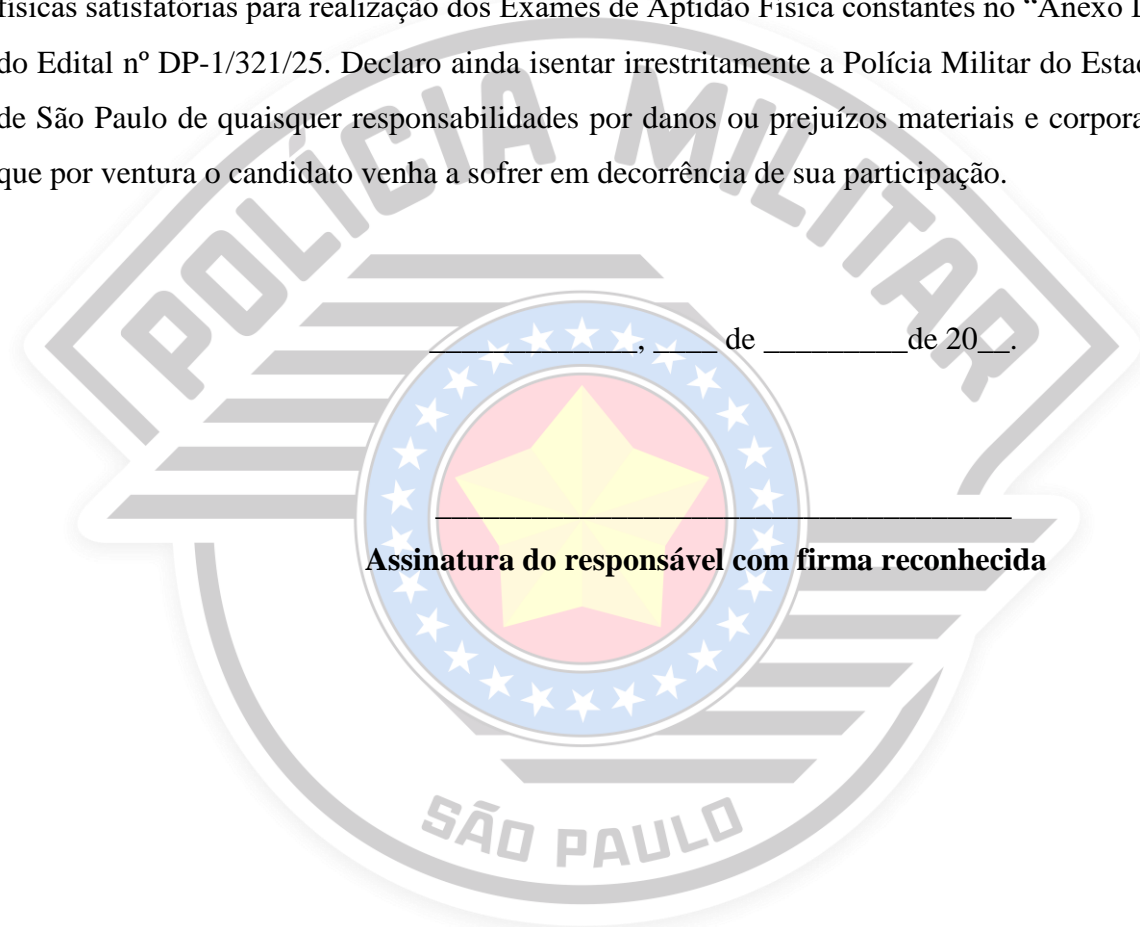 físicas satisfatórias para realização dos Exames de Aptidão Física constantes no “Anexo
do Edital nº DP-1/321/25. Declaro ainda isentar irrestritamente a Polícia Militar do
de São Paulo de quaisquer responsabilidades por danos ou prejuízos materiais e
que por ventura o candidato venha a sofrer em decorrência de sua participação.
POLÍCIA MILITAR
_____________, ____ de _________de 20__.
____________________________________
Assinatura do responsável com firma reconhecida
SÃO PAULO